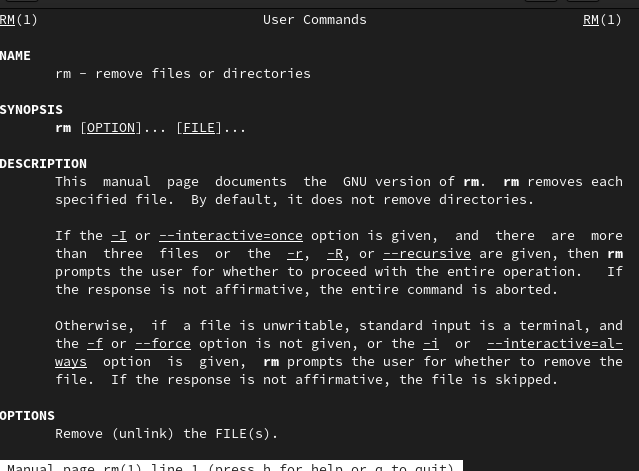 RM(1) User Commands RM(1)
NAME
rm - remove files or directories
SYNOPSIS
rm [OPTION]... [FILE]...
DESCRIPTION
This manual page documents the GNU version of rm. rm removes each
specified file. By default, it does not remove directories.
If the -I or --interactive=once option is given, and there are more
than three files or the -r, -R, or --recursive are given, then rm
prompts the user for whether to proceed with the entire operation. If
the response is not affirmative, the entire command is aborted.
Otherwise, if a file is unwritable, standard input is a terminal, and
the -f or --force option is not given, or the -i or --interactive=al-
ways option is given, rm prompts the user for whether to remove the
file. If the response is not affirmative, the file is skipped.
OPTIONS
Remove (unlink) the FILE(s).
Manual page rm(1) line 1 (press h for help or q to quit)